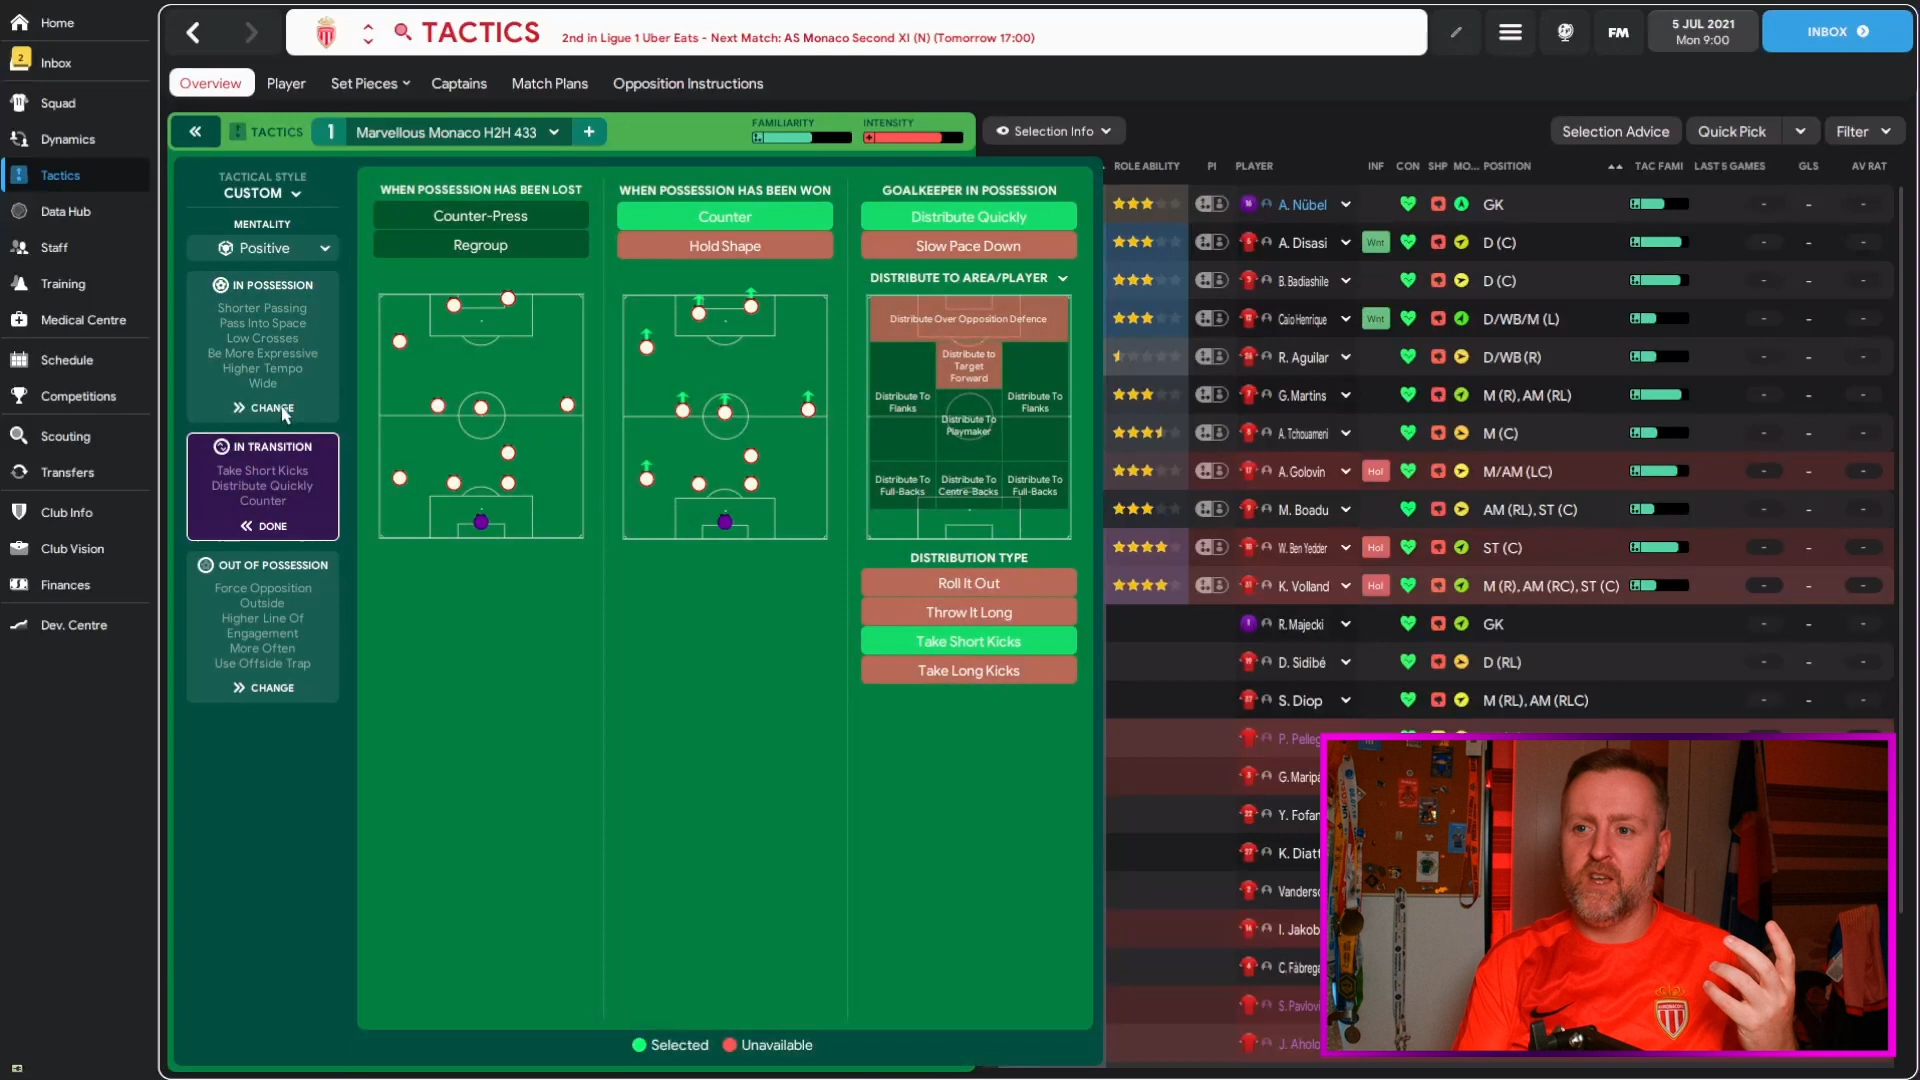 Home
Inbox
2
Squad
Dynamics
Tactics
Data Hub
Staff
Training
Medical Centre
Schedule
Competitions
Scouting
Transfers
Club Info
Club Vision
Finances
Dev. Centre
TACTICS
2nd in Ligue 1 Uber Eats - Next Match: AS Monaco Second XI (N) (Tomorrow 17:00)
FM
5 JUL 2021
Mon 9:00
INBOX
Overview
Player
Set Pieces
Captains
Match Plans
Opposition Instructions
TACTICS
1
Marvellous Monaco H2H 433
+
FAMILIARITY
INTENSITY
Selection Info
Selection Advice
Quick Pick
Filter
TACTICAL STYLE
CUSTOM
MENTALITY
Positive
IN POSSESSION
Shorter Passing
Pass Into Space
Low Crosses
Be More Expressive
Higher Tempo
Wide
CHANGE
IN TRANSITION
Take Short Kicks
Distribute Quickly
Counter
DONE
OUT OF POSSESSION
Force Opposition
Outside
Higher Line Of
Engagement
More Often
Use Offside Trap
CHANGE
WHEN POSSESSION HAS BEEN LOST
Counter-Press
Regroup
WHEN POSSESSION HAS BEEN WON
Counter
Hold Shape
GOALKEEPER IN POSSESSION
Distribute Quickly
Slow Pace Down
DISTRIBUTE TO AREA/PLAYER
Distribute Over Opposition Defence
Distribute to
Target
Forward
Distribute To
Flanks
Distribute To
Playmaker
Distribute To
Flanks
Distribute To
Full-Backs
Distribute To
Centre-Backs
Distribute To
Full-Backs
DISTRIBUTION TYPE
Roll It Out
Throw It Long
Take Short Kicks
Take Long Kicks
Selected
Unavailable
ROLE ABILITY PI PLAYER INF CON SHP MO... POSITION TAC FAMI LAST 5 GAMES GLS AV RAT
A. Nübel GK - - -
A. Disasi Wnt D (C) - - -
B. Badiashile D (C) - - -
Caio Henrique Wnt D/WB/M (L) - - -
R. Aguilar D/WB (R) - - -
G. Martins M (R), AM (RL) - - -
A. Tchouameni M (C) - - -
A. Golovin Hol M/AM (LC) - - -
M. Boadu AM (RL), ST (C) - - -
W. Ben Yedder Hol ST (C) - - -
K. Volland Hol M (R), AM (RC), ST (C) - - -
R. Majecki GK - - -
D. Sidibé D (RL) - - -
S. Diop M (RL), AM (RLC) - - -
P. Pelleg
G. Marip
Y. Fofan
K. Diatt
Vanders
I. Jakob
C. Fàbreg
S. Pavlovi
J. Aholo